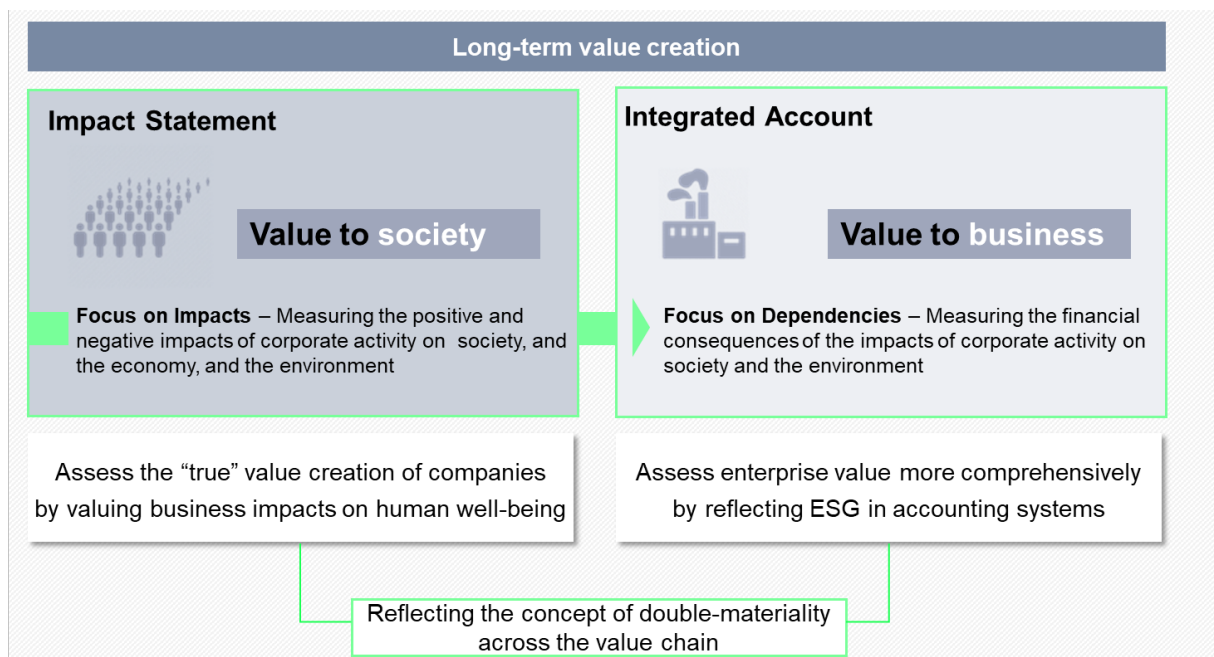 Long-term value creation
Impact Statement
Value to society
Focus on Impacts – Measuring the positive and
negative impacts of corporate activity on society, and
the economy, and the environment
Assess the “true” value creation of companies
by valuing business impacts on human well-being
Integrated Account
Value to business
Focus on Dependencies – Measuring the financial
consequences of the impacts of corporate activity on
society and the environment
Assess enterprise value more comprehensively
by reflecting ESG in accounting systems
Reflecting the concept of double-materiality
across the value chain